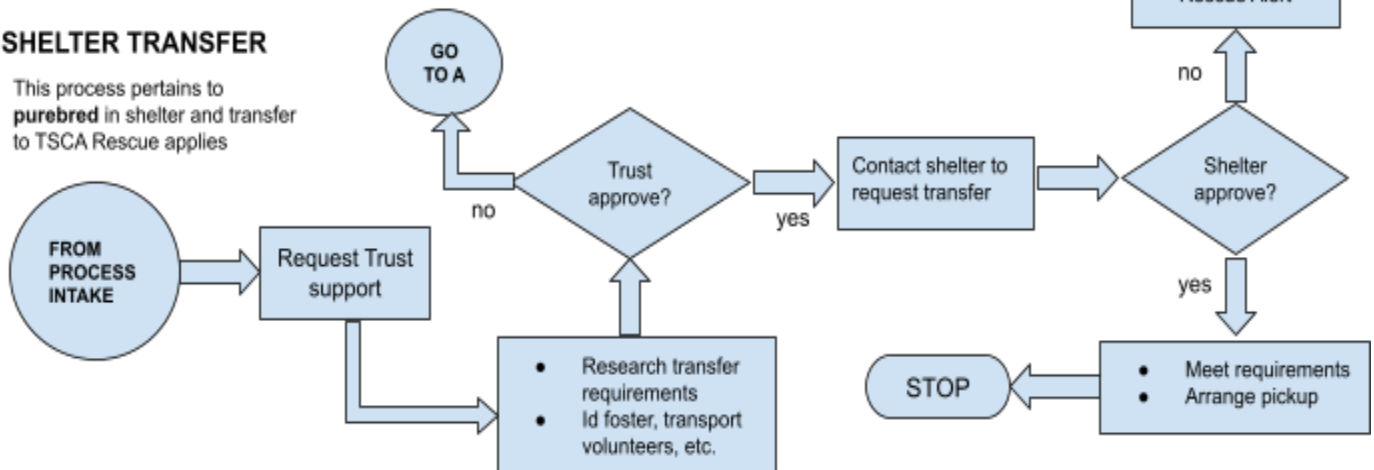 SHELTER TRANSFER
This process pertains to
purebred in shelter and transfer
to TSCA Rescue applies
FROM
PROCESS
INTAKE
Request Trust
support
● Research transfer
requirements
● Id foster, transport
volunteers, etc.
Trust
approve?
no
GO
TO A
yes
Contact shelter to
request transfer
Shelter
approve?
no
yes
● Meet requirements
● Arrange pickup
STOP